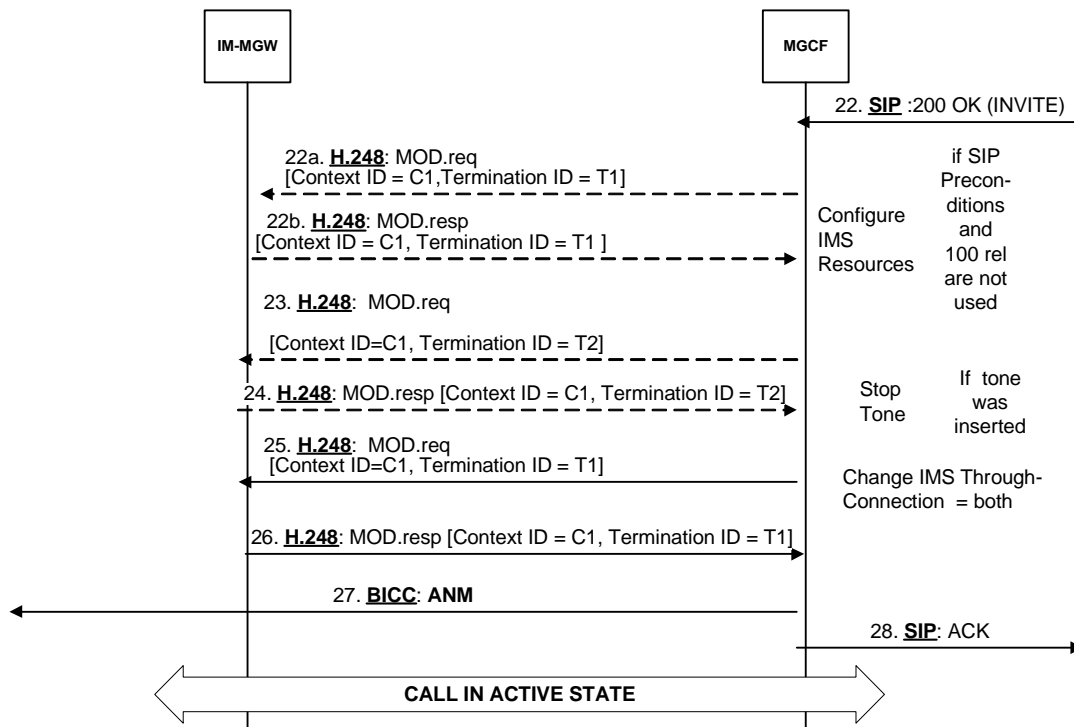 IM-MGW
MGCF
22. SIP :200 OK (INVITE)
22a. H.248: MOD.req
[Context ID = C1,Termination ID = T1]
if SIP
Precon-
ditions
and
100 rel
are not
used
22b. H.248: MOD.resp
[Context ID = C1, Termination ID = T1 ]
Configure
IMS
Resources
23. H.248:  MOD.req
[Context ID=C1, Termination ID = T2]
24. H.248: MOD.resp [Context ID = C1, Termination ID = T2]
Stop
Tone
If  tone
was
inserted
25. H.248:  MOD.req
[Context ID=C1, Termination ID = T1]
Change IMS Through-
Connection  = both
26. H.248: MOD.resp [Context ID = C1, Termination ID = T1]
27. BICC: ANM
28. SIP: ACK
CALL IN ACTIVE STATE